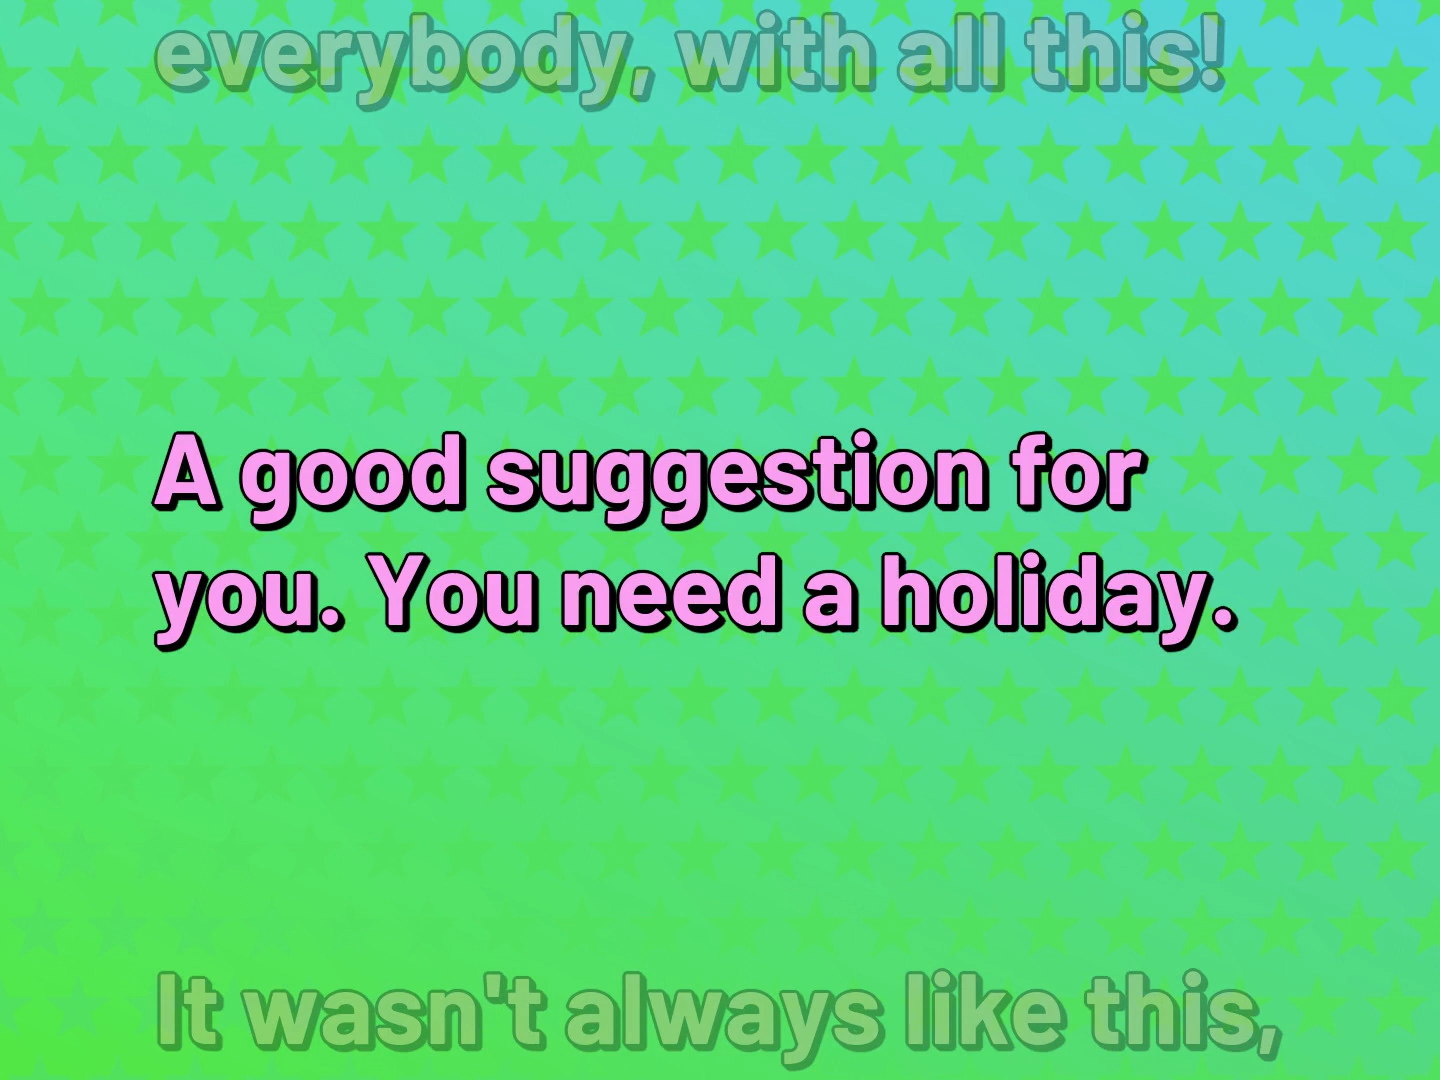 everybody, with all this!
A good suggestion for
you. You need a holiday.
It wasn't always like this,